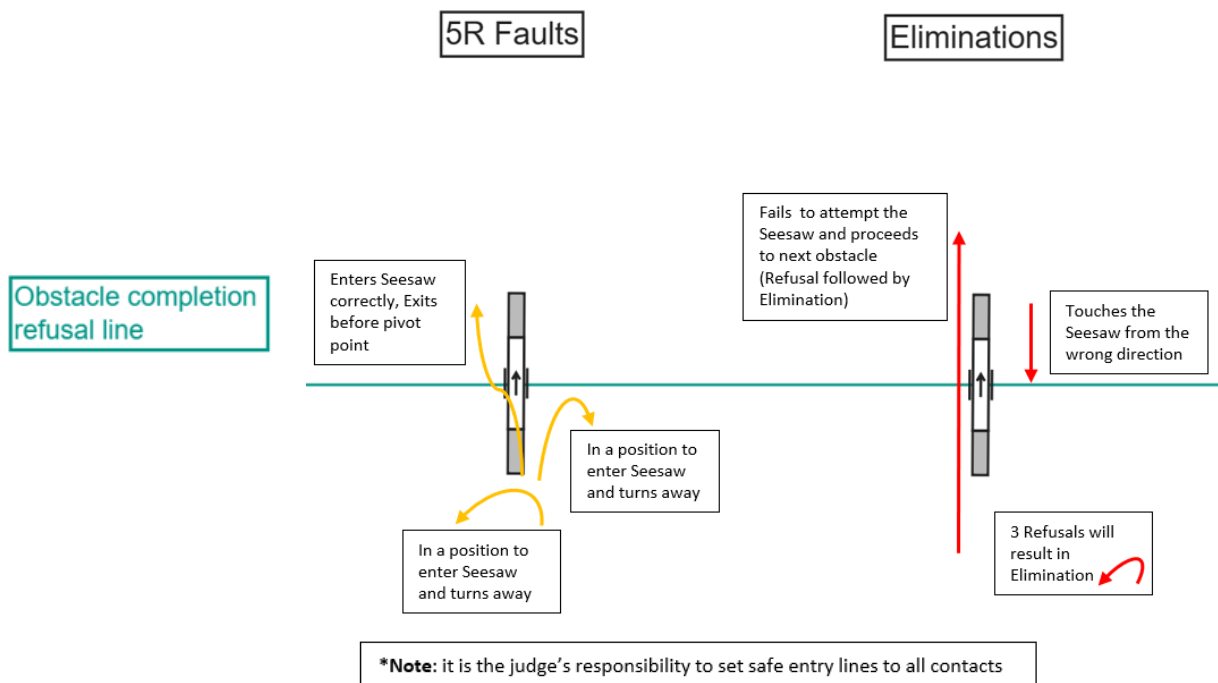 5R Faults
Eliminations
Fails to attempt the
Seesaw and proceeds
to next obstacle
(Refusal followed by
Elimination)
Obstacle completion
refusal line
Enters Seesaw
correctly, Exits
before pivot
point
Touches the
Seesaw from the
wrong direction
In a position to
enter Seesaw
and turns away
In a position to
enter Seesaw
and turns away
3 Refusals will
result in
Elimination
*Note: it is the judge's responsibility to set safe entry lines to all contacts